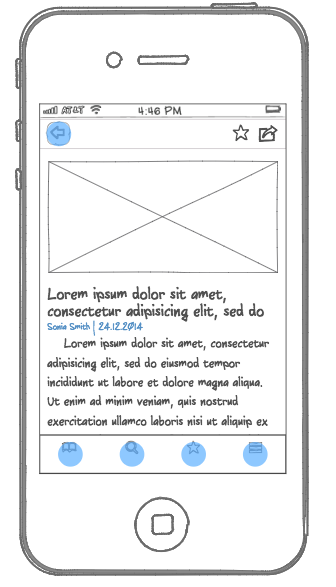 AT&T 4:46 PM
Lorem ipsum dolor sit amet,
consectetur adipisicing elit, sed do
Sonia Smith | 24.12.2014
Lorem ipsum dolor sit amet, consectetur
adipisicing elit, sed do eiusmod tempor
incididunt ut labore et dolore magna aliqua.
Ut enim ad minim veniam, quis nostrud
exercitation ullamco laboris nisi ut aliquip ex